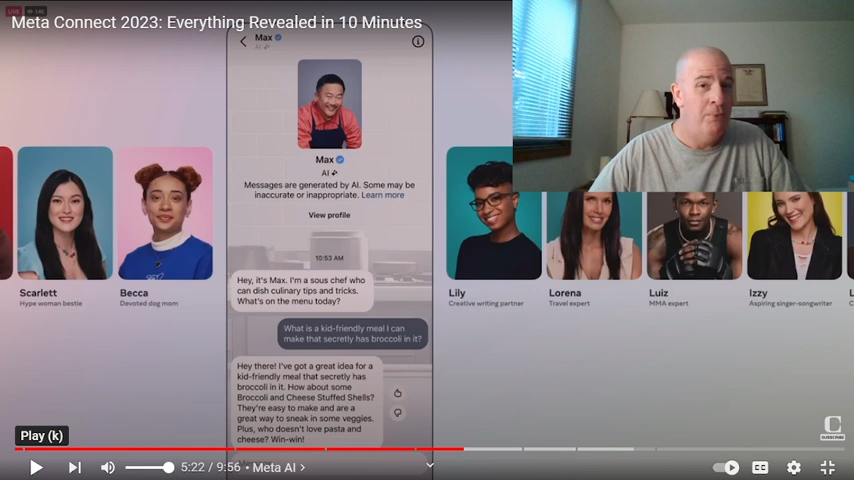 LIVE
Meta Connect 2023: Everything Revealed in 10 Minutes
Max
AI
Max
AI
Messages are generated by AI. Some may
be inaccurate or inappropriate. Learn more
View profile
10:53 AM
Hey, it's Max. I'm a sous chef who
can dish culinary tips and tricks.
What's on the menu today?
What is a kid-friendly meal I can
make that secretly has broccoli in it?
Hey there! I've got a great idea for a
kid-friendly meal that secretly has
broccoli in it. How about some
Broccoli and Cheese Stuffed Shells?
They're easy to make and are a
great way to sneak in some veggies.
Plus, who doesn't love pasta and
cheese? Win-win!
Scarlett
Hype woman bestie
Becca
Devoted dog mom
Lily
Creative writing partner
Lorena
Travel expert
Luiz
MMA expert
Izzy
Aspiring singer-songwriter
SUBSCRIBE
Play (k)
5:22 / 9:56 • Meta AI >
CC